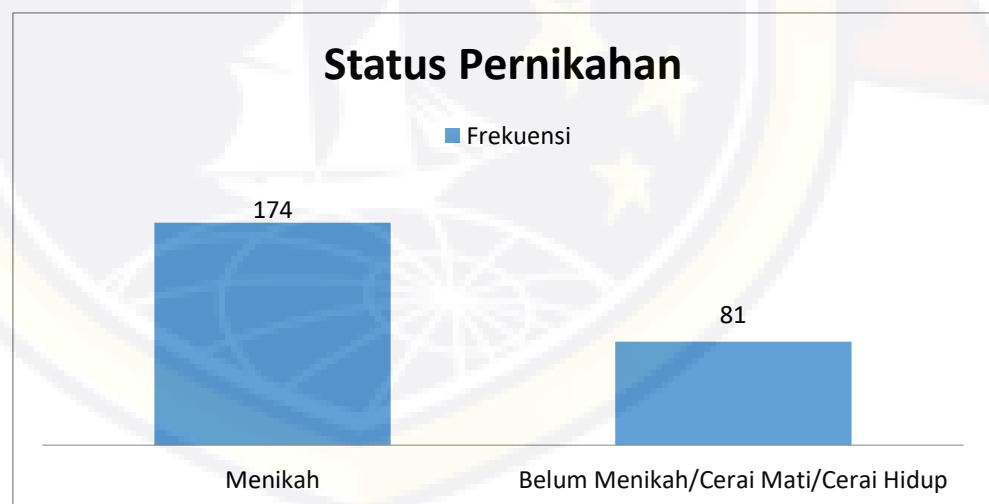 Status Pernikahan
Frekuensi
174
81
Menikah
Belum Menikah/Cerai Mati/Cerai Hidup